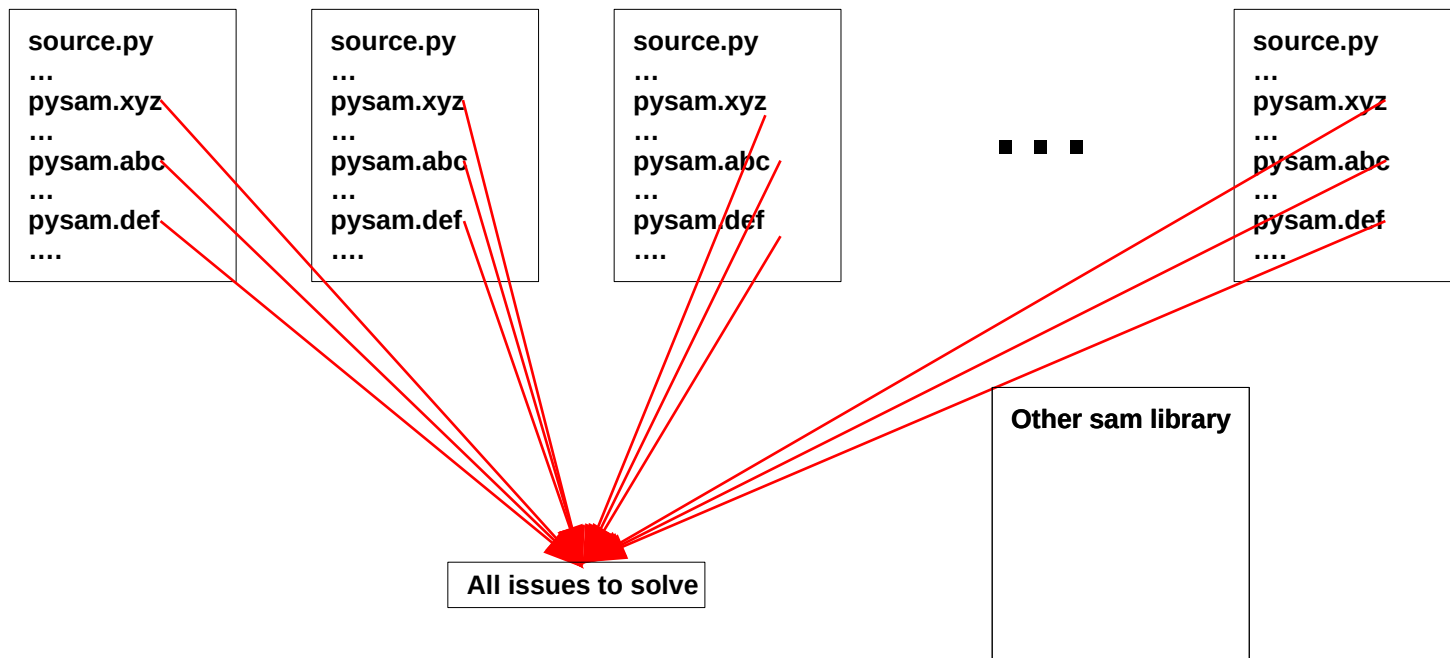 source.py
...
pysam.xyz
...
pysam.abc
...
pysam.def
....
source.py
...
pysam.xyz
...
pysam.abc
...
pysam.def
....
source.py
...
pysam.xyz
...
pysam.abc
...
pysam.def
....
source.py
...
pysam.xyz
...
pysam.abc
...
pysam.def
....
Other sam library
All issues to solve